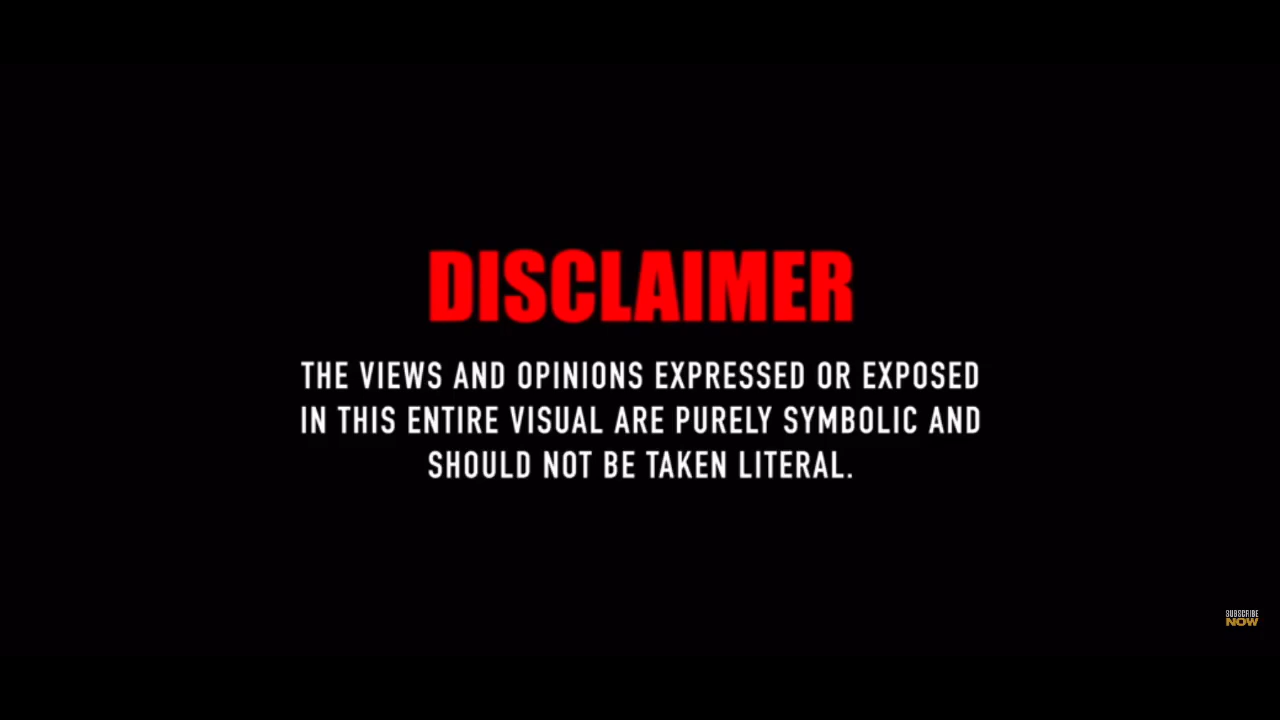 DISCLAIMER
THE VIEWS AND OPINIONS EXPRESSED OR EXPOSED
IN THIS ENTIRE VISUAL ARE PURELY SYMBOLIC AND
SHOULD NOT BE TAKEN LITERAL.
SUBSCRIBE
NOW